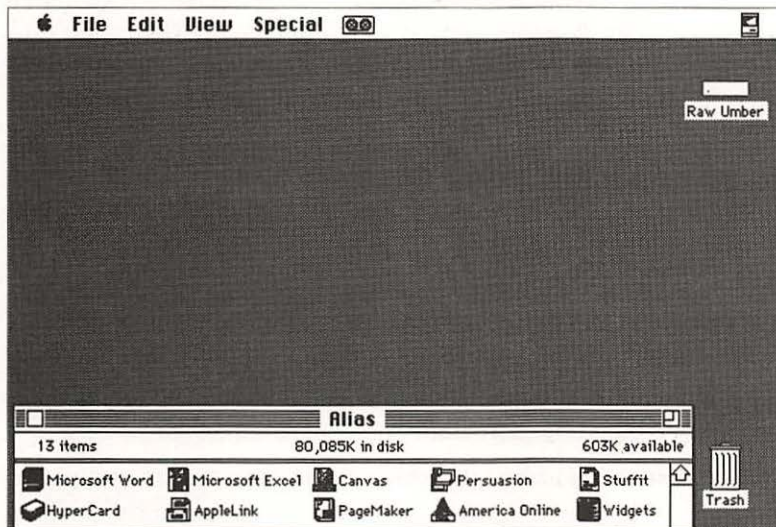 File Edit View Special
Raw Umber
Alias
13 items 80,085K in disk 603K available
Microsoft Word Microsoft Excel Canvas Persuasion Stuffit
HyperCard AppleLink PageMaker America Online Widgets
Trash